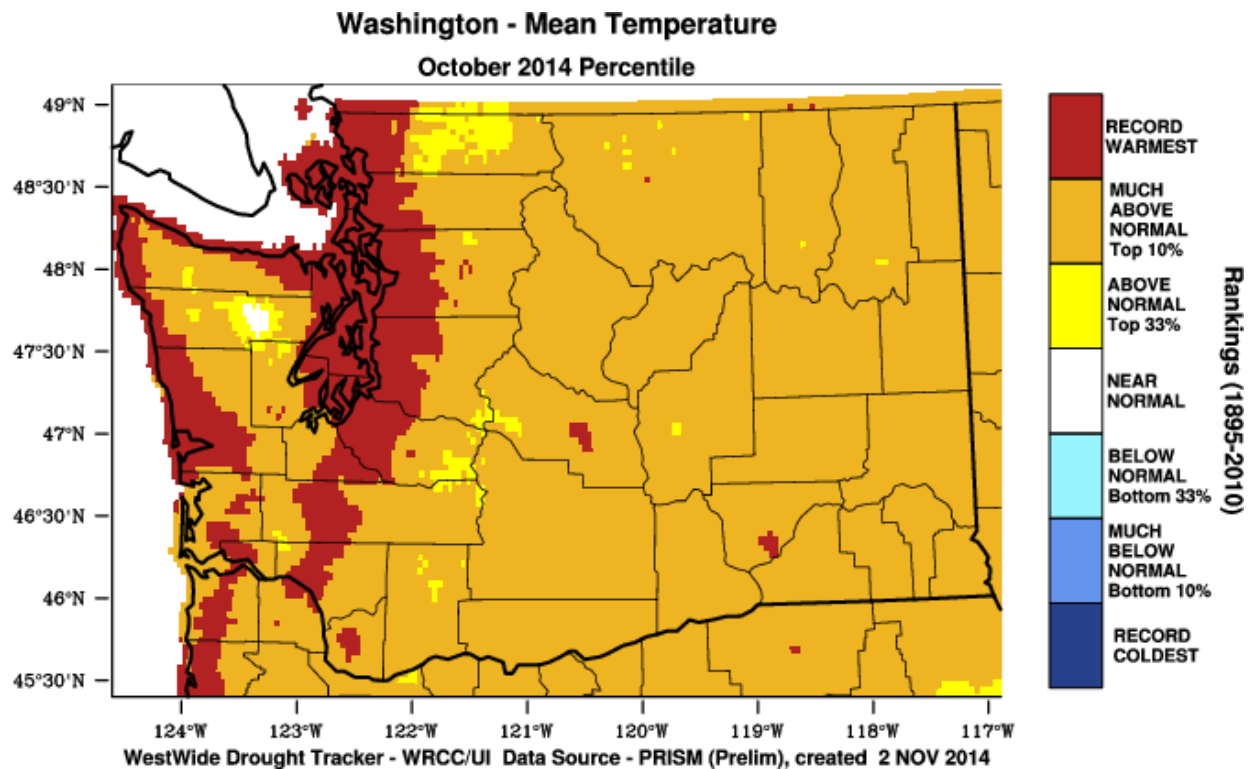 Washington - Mean Temperature
October 2014 Percentile
49°N
48°30'N
48°N
47°30'N
47°N
46°30'N
46°N
45°30'N
124°W
123°W
122°W
121°W
120°W
119°W
118°W
117°W
RECORD
WARMEST
MUCH
ABOVE
NORMAL
Top 10%
ABOVE
NORMAL
Top 33%
NEAR
NORMAL
BELOW
NORMAL
Bottom 33%
MUCH
BELOW
NORMAL
Bottom 10%
RECORD
COLDEST
Rankings (1895-2010)
WestWide Drought Tracker - WRCC/UI Data Source - PRISM (Prelim), created 2 NOV 2014